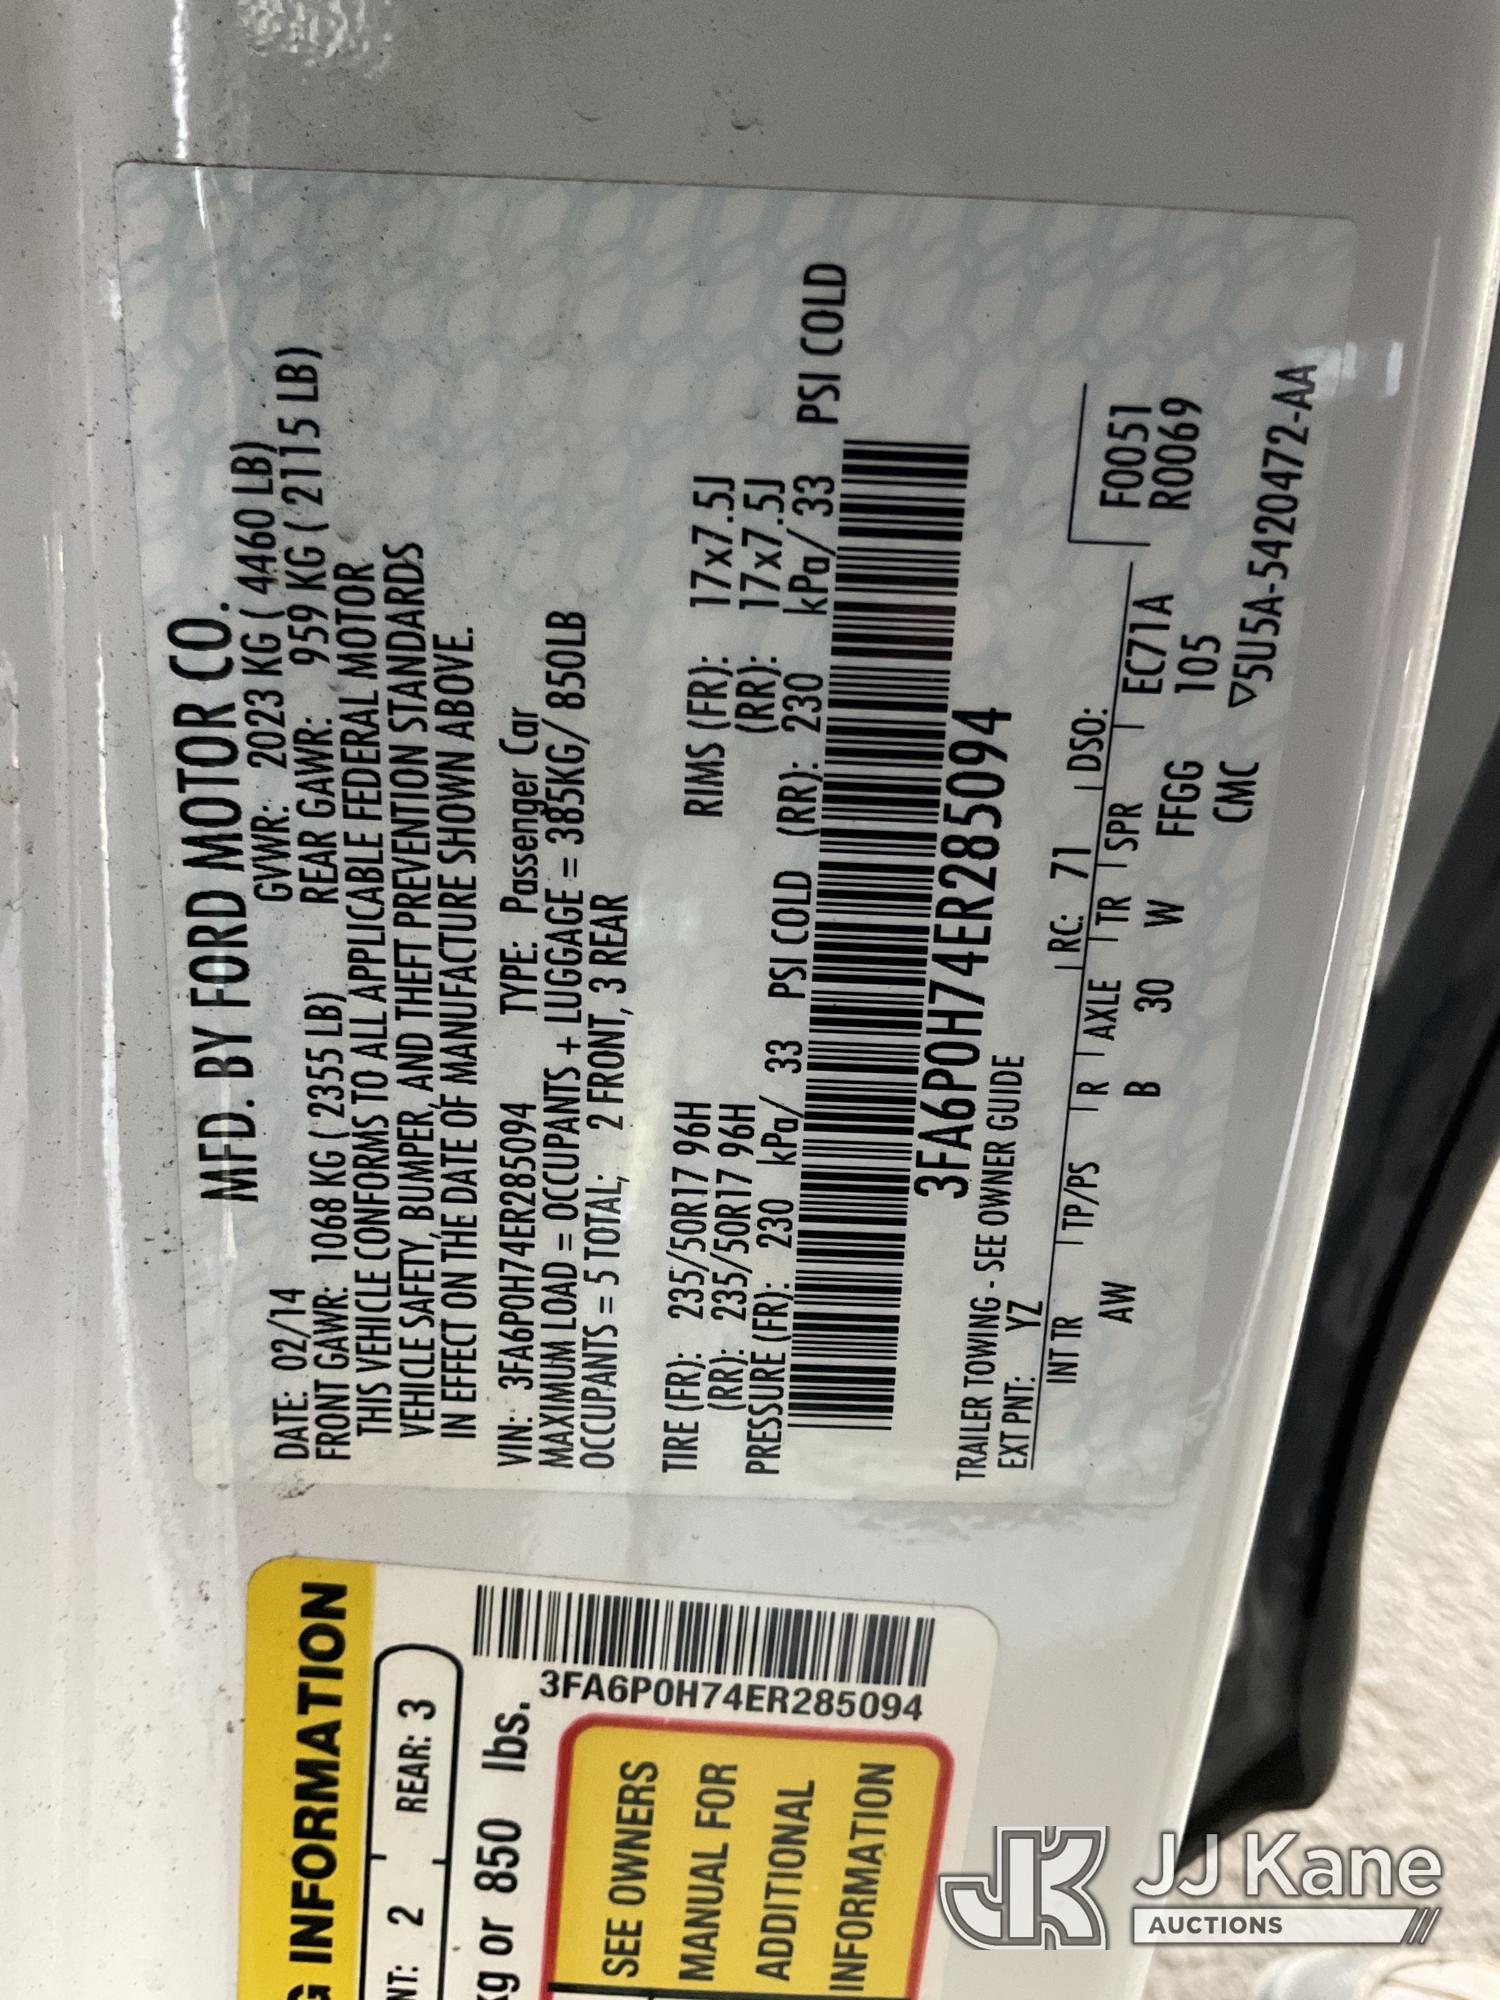 MFD. BY FORD MOTOR CO.
DATE: 02/14 GVWR: 2023 KG ( 4460 LB)
FRONT GAWR: 1068 KG ( 2355 LB) REAR GAWR: 959 KG ( 2115 LB)
THIS VEHICLE CONFORMS TO ALL APPLICABLE FEDERAL MOTOR
VEHICLE SAFETY, BUMPER, AND THEFT PREVENTION STANDARDS
IN EFFECT ON THE DATE OF MANUFACTURE SHOWN ABOVE.
VIN: 3FA6P0H74ER285094 TYPE: Passenger Car
MAXIMUM LOAD = OCCUPANTS + LUGGAGE = 385KG/ 850LB
OCCUPANTS = 5 TOTAL; 2 FRONT, 3 REAR
TIRE (FR): 235/50R17 96H RIMS (FR): 17x7.5J
(RR): 235/50R17 96H (RR): 17x7.5J
PRESSURE (FR): 230 kPa/ 33 PSI COLD (RR): 230 kPa/ 33 PSI COLD
3FA6P0H74ER285094
TRAILER TOWING - SEE OWNER GUIDE
EXT PNT: YZ RC: 71 DSO:
INT TR TP/PS R AXLE TR SPR EC71A F0051
AW B 30 W FFGG 105 R0069
CMC ▽5U5A-5420472-AA
G INFORMATION
NT: 2 REAR: 3
kg or 850 lbs.
3FA6P0H74ER285094
SEE OWNERS
MANUAL FOR
ADDITIONAL
INFORMATION
JK
JJ Kane
AUCTIONS